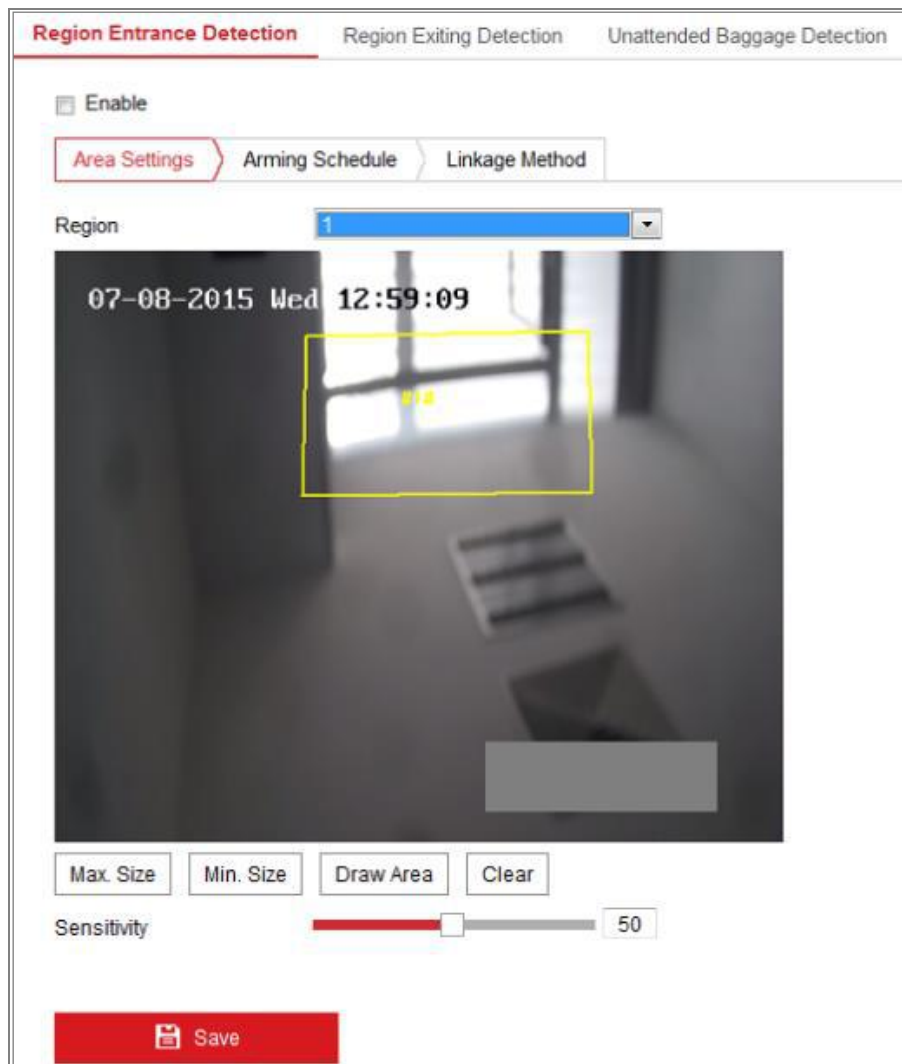 Region Entrance Detection Region Exiting Detection Unattended Baggage Detection
Enable
Area Settings Arming Schedule Linkage Method
Region 1
07-08-2015 Wed 12:59:09
#1#
Max. Size Min. Size Draw Area Clear
Sensitivity 50
Save